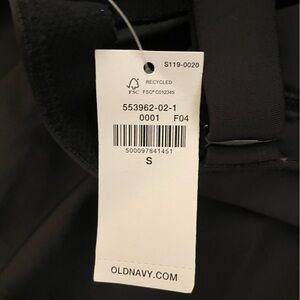 S119-0020
RECYCLED
FSC
FSC® C012345
553962-02-1
0001 F04
500097841451
S
OLDNAVY.COM